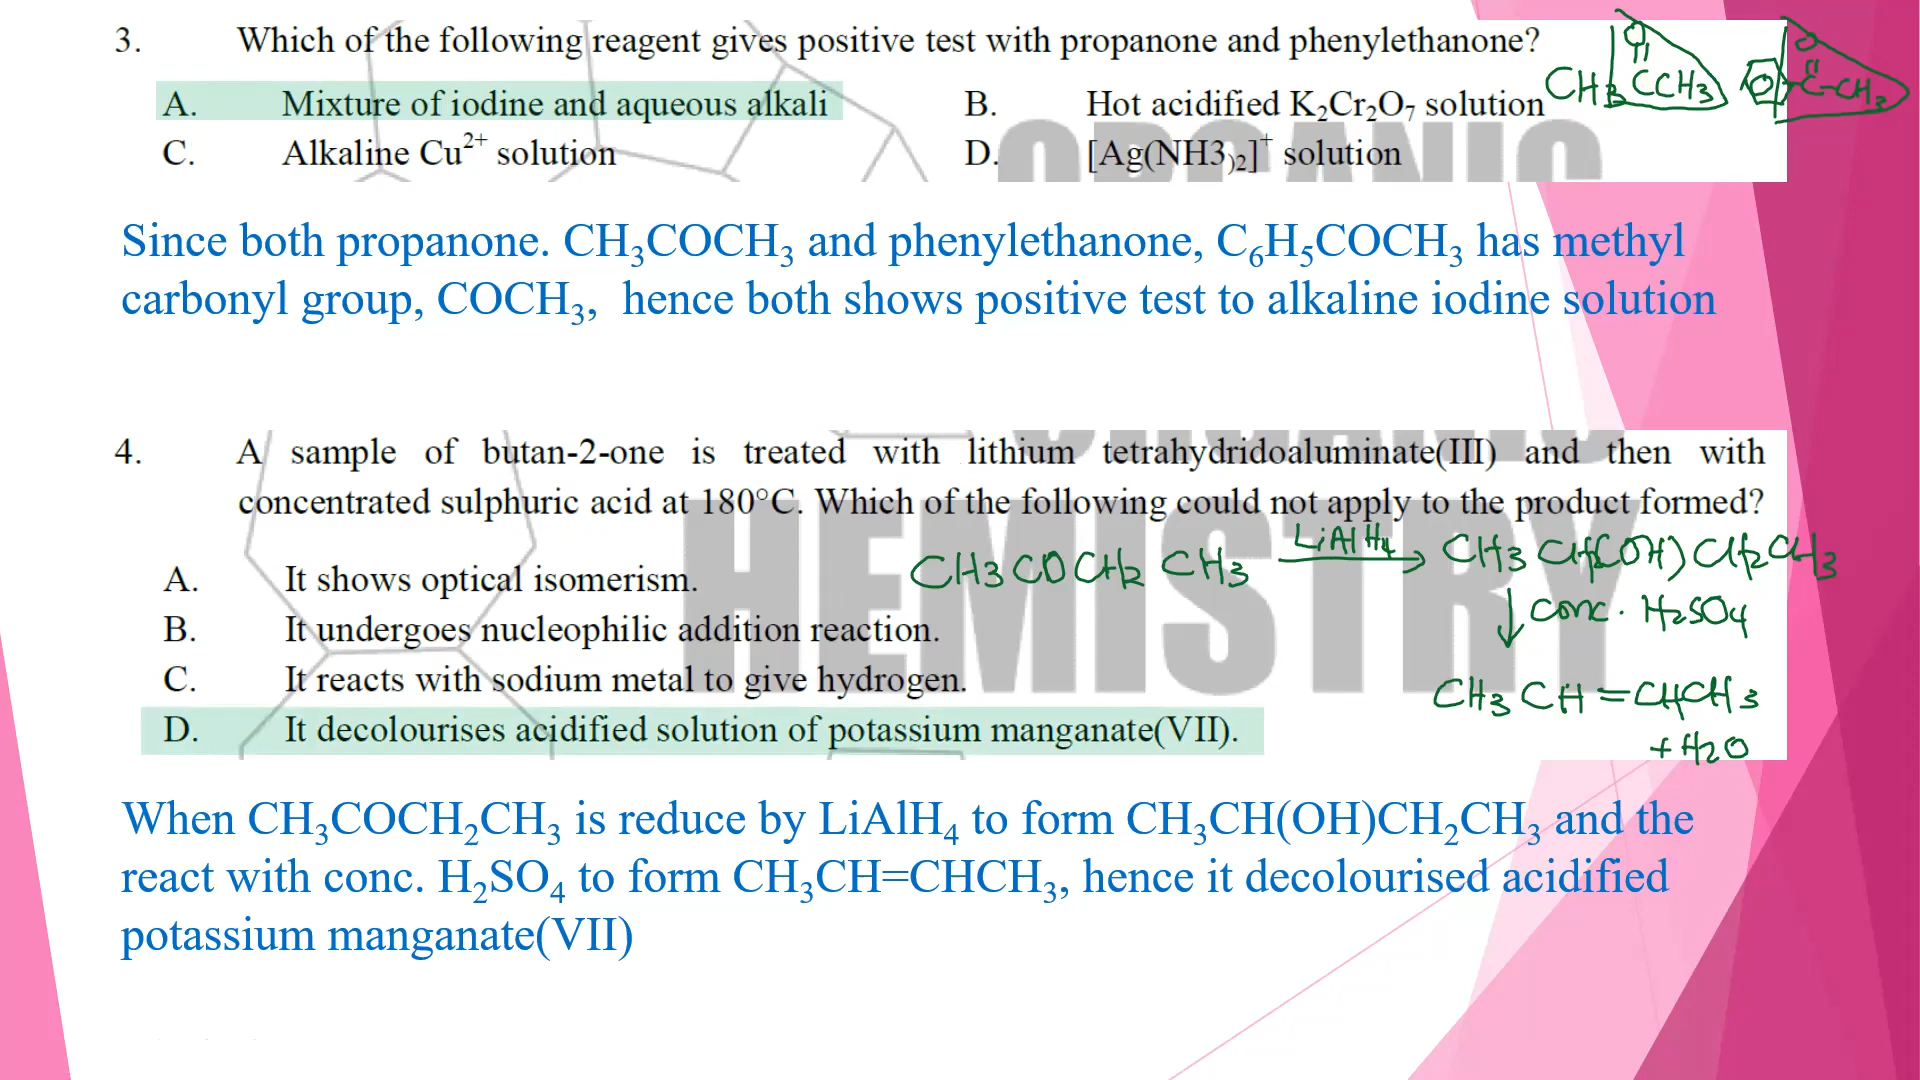 3. Which of the following reagent gives positive test with propanone and phenylethanone?
A. Mixture of iodine and aqueous alkali B. Hot acidified K₂Cr₂O₇ solution
C. Alkaline Cu²⁺ solution D. [Ag(NH3)₂]⁺ solution
O
CH3 CCH3
O
C-CH3
ORGANIC
Since both propanone. CH₃COCH₃ and phenylethanone, C₆H₅COCH₃ has methyl
carbonyl group, COCH₃, hence both shows positive test to alkaline iodine solution
4. A sample of butan-2-one is treated with lithium tetrahydridoaluminate(III) and then with
concentrated sulphuric acid at 180°C. Which of the following could not apply to the product formed?
A. It shows optical isomerism.
B. It undergoes nucleophilic addition reaction.
C. It reacts with sodium metal to give hydrogen.
D. It decolourises acidified solution of potassium manganate(VII).
HEMISTRY
CH3COCH2CH3 LiAlH4 → CH3CH(OH)CH2CH3
↓ conc. H2SO4
CH3CH=CHCH3
+ H2O
When CH₃COCH₂CH₃ is reduce by LiAlH₄ to form CH₃CH(OH)CH₂CH₃ and the
react with conc. H₂SO₄ to form CH₃CH=CHCH₃, hence it decolourised acidified
potassium manganate(VII)